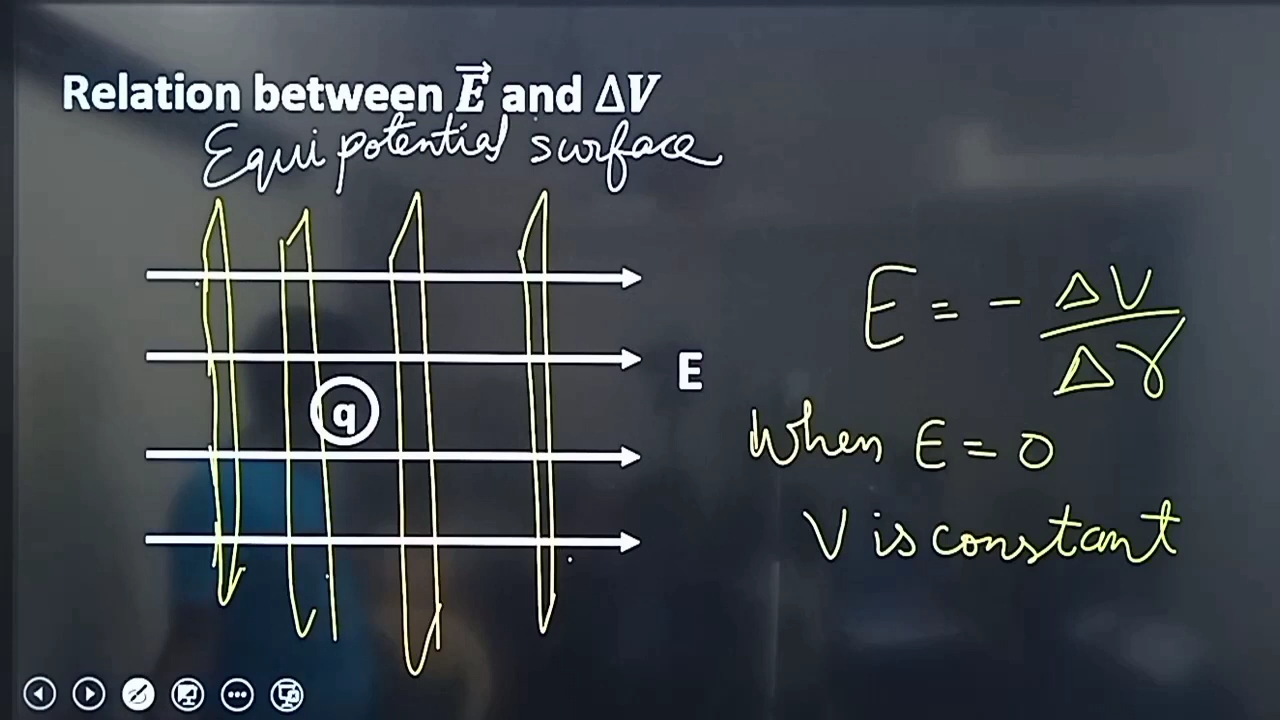 Relation between E⃗ and ΔV
Equipotential surface
E
q
E = - ΔV/Δr
When E = 0
V is constant